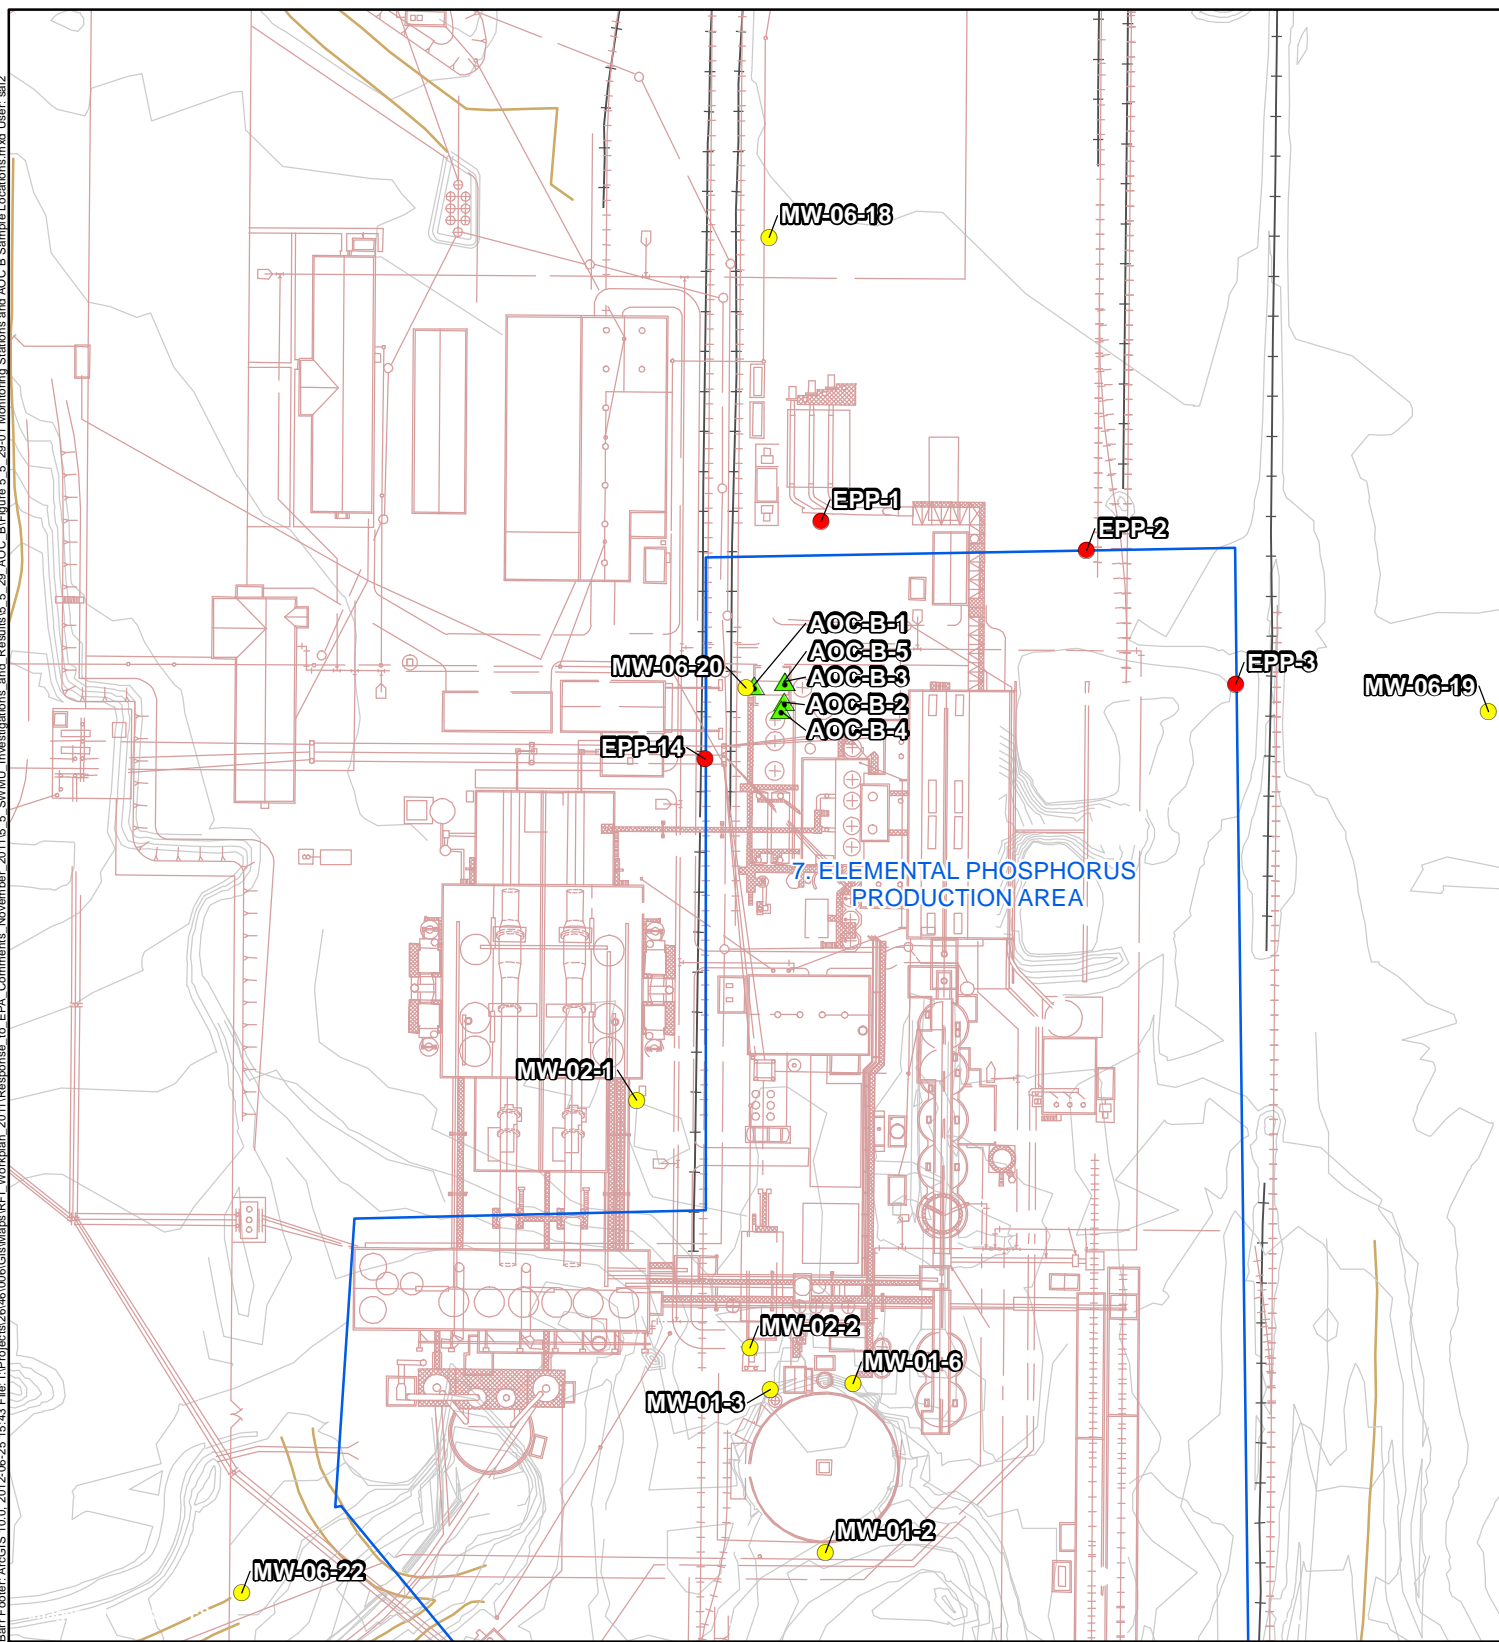 MW-06-18
EPP-1
EPP-2
AOC-B-1
AOC-B-5
MW-06-20
AOC-B-3
EPP-3
MW-06-19
AOC-B-2
AOC-B-4
EPP-14
7. ELEMENTAL PHOSPHORUS
PRODUCTION AREA
MW-02-1
MW-02-2
MW-01-6
MW-01-3
MW-01-2
MW-06-22